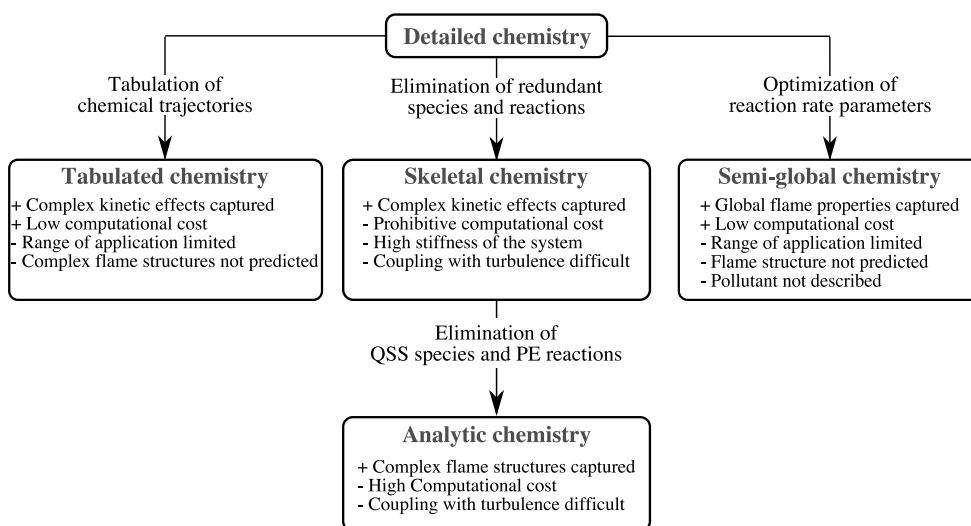 Detailed chemistry
Tabulation of
chemical trajectories
Elimination of redundant
species and reactions
Optimization of
reaction rate parameters
Tabulated chemistry
+ Complex kinetic effects captured
+ Low computational cost
- Range of application limited
- Complex flame structures not predicted
Skeletal chemistry
+ Complex kinetic effects captured
- Prohibitive computational cost
- High stiffness of the system
- Coupling with turbulence difficult
Semi-global chemistry
+ Global flame properties captured
+ Low computational cost
- Range of application limited
- Flame structure not predicted
- Pollutant not described
Elimination of
QSS species and PE reactions
Analytic chemistry
+ Complex flame structures captured
- High Computational cost
- Coupling with turbulence difficult